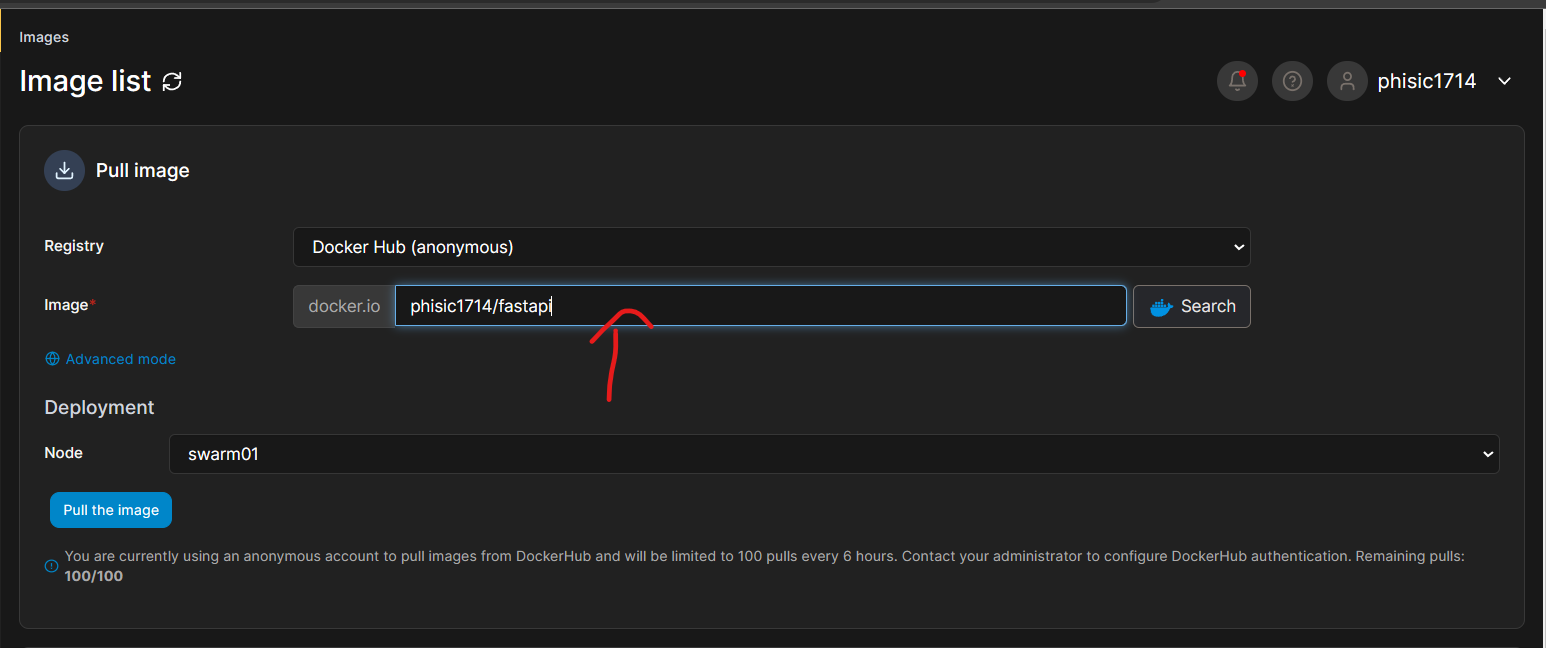 Images
Image list
phisic1714
Pull image
Registry
Docker Hub (anonymous)
Image*
docker.io
phisic1714/fastapi
Search
Advanced mode
Deployment
Node
swarm01
Pull the image
You are currently using an anonymous account to pull images from DockerHub and will be limited to 100 pulls every 6 hours. Contact your administrator to configure DockerHub authentication. Remaining pulls:
100/100